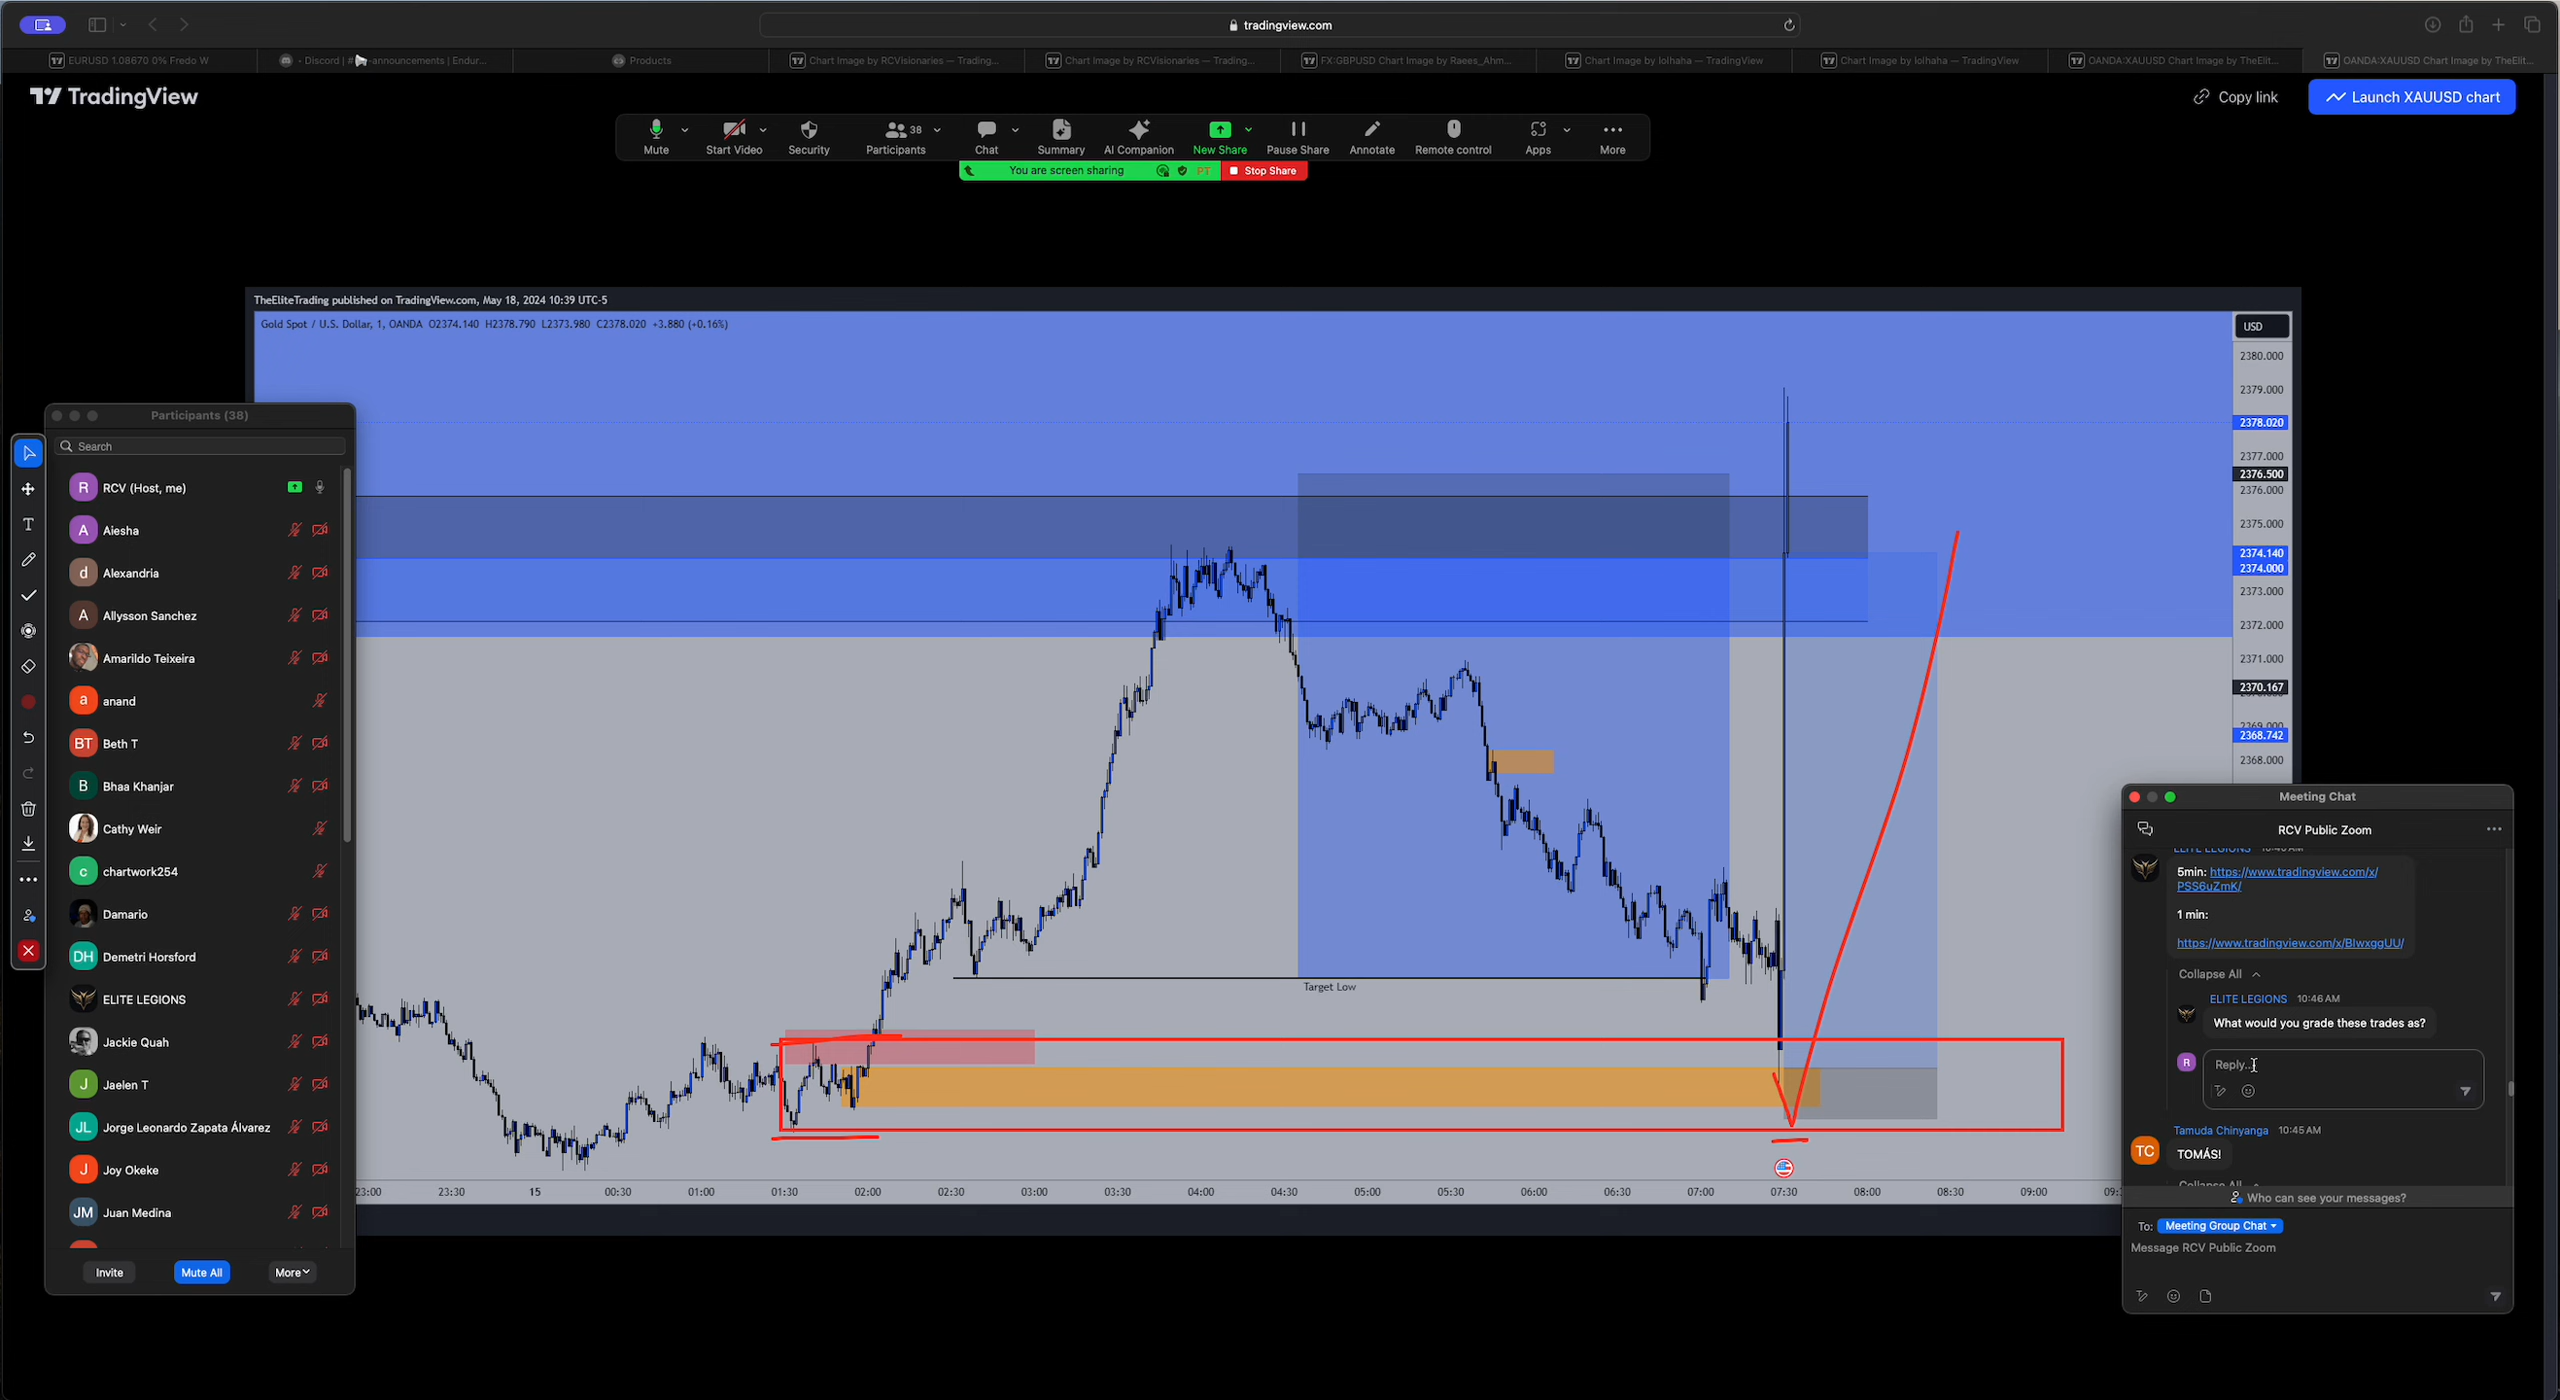 tradingview.com
EURUSD 1.08670 0% Fredo W
Products
Chart Image by RCVisionaries — Trading...
Chart Image by RCVisionaries — Trading...
FX:GBPUSD Chart Image by Raees_Ahm...
Chart Image by lolhaha — TradingView
Chart Image by lolhaha — TradingView
OANDA:XAUUSD Chart Image by TheElit...
OANDA:XAUUSD Chart Image by TheElit...
TradingView
Copy link
Launch XAUUSD chart
38
Mute
Start Video
Security
Participants
Chat
Summary
AI Companion
New Share
Pause Share
Annotate
Remote control
Apps
More
You are screen sharing
PT
Stop Share
TheEliteTrading published on TradingView.com, May 18, 2024 10:39 UTC-5
Gold Spot / U.S. Dollar, 1, OANDA O2374.140 H2378.790 L2373.980 C2378.020 +3.880 (+0.16%)
USD
2380.000
2379.000
2378.020
2377.000
2376.500
2376.000
2375.000
2374.140
2374.000
2373.000
2372.000
2371.000
2370.167
2369.000
2368.742
2368.000
Target Low
23:00
23:30
15
00:30
01:00
01:30
02:00
02:30
03:00
03:30
04:00
04:30
05:00
05:30
06:00
06:30
07:00
07:30
08:00
08:30
09:00
Participants (38)
Search
R RCV (Host, me)
A Aiesha
d Alexandria
A Allysson Sanchez
Amarildo Teixeira
a anand
BT Beth T
B Bhaa Khanjar
Cathy Weir
c chartwork254
Damario
DH Demetri Horsford
ELITE LEGIONS
Jackie Quah
J Jaelen T
JL Jorge Leonardo Zapata Álvarez
J Joy Okeke
JM Juan Medina
Invite
Mute All
More
Meeting Chat
RCV Public Zoom
5min: https://www.tradingview.com/x/
PSS6uZmK/
1 min:
https://www.tradingview.com/x/BlwxggUU/
Collapse All
ELITE LEGIONS 10:46 AM
What would you grade these trades as?
R
Reply...
Tamuda Chinyanga 10:45 AM
TC
TOMÁS!
Who can see your messages?
To: Meeting Group Chat
Message RCV Public Zoom